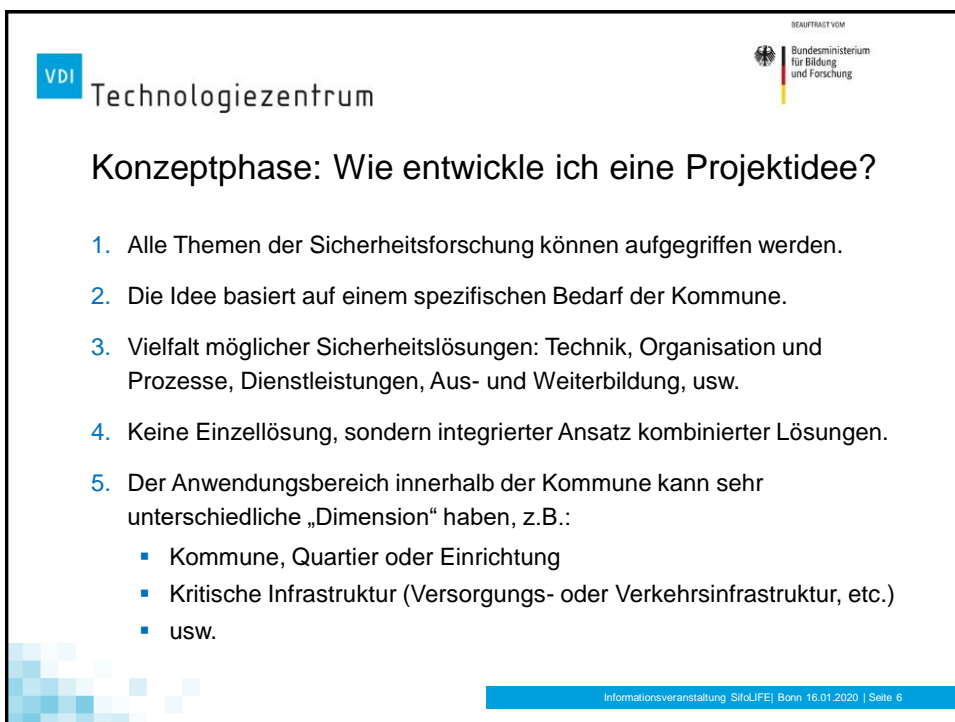 BEAUFTRAGT VOM
Bundesministerium
für Bildung
und Forschung
VDI
Technologiezentrum
Konzeptphase: Wie entwickle ich eine Projektidee?
1. Alle Themen der Sicherheitsforschung können aufgegriffen werden.
2. Die Idee basiert auf einem spezifischen Bedarf der Kommune.
3. Vielfalt möglicher Sicherheitslösungen: Technik, Organisation und
Prozesse, Dienstleistungen, Aus- und Weiterbildung, usw.
4. Keine Einzellösung, sondern integrierter Ansatz kombinierter Lösungen.
5. Der Anwendungsbereich innerhalb der Kommune kann sehr
unterschiedliche „Dimension“ haben, z.B.:
▪ Kommune, Quartier oder Einrichtung
▪ Kritische Infrastruktur (Versorgungs- oder Verkehrsinfrastruktur, etc.)
▪ usw.
Informationsveranstaltung SifoLIFE| Bonn 16.01.2020 | Seite 6